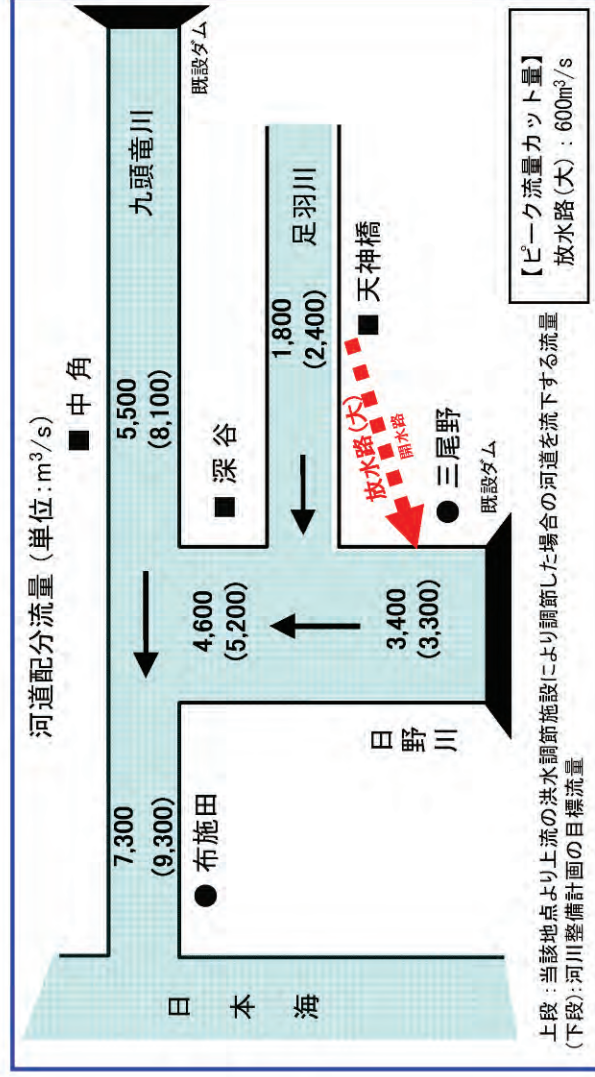 河道配分流量(単位:m³/s)
■中角
九頭竜川
既設ダム
5,500
(8,100)
7,300
(9,300)
●布施田
■深谷
足羽川
1,800
(2,400)
■天神橋
放水路(大)
開水路
4,600
(5,200)
3,400
(3,300)
●三尾野
既設ダム
日野川
日本海
【ピーク流量カット量】
放水路(大):600m³/s
上段:当該地点より上流の洪水調節施設により調節した場合の河道を流下する流量
(下段):河川整備計画の目標流量